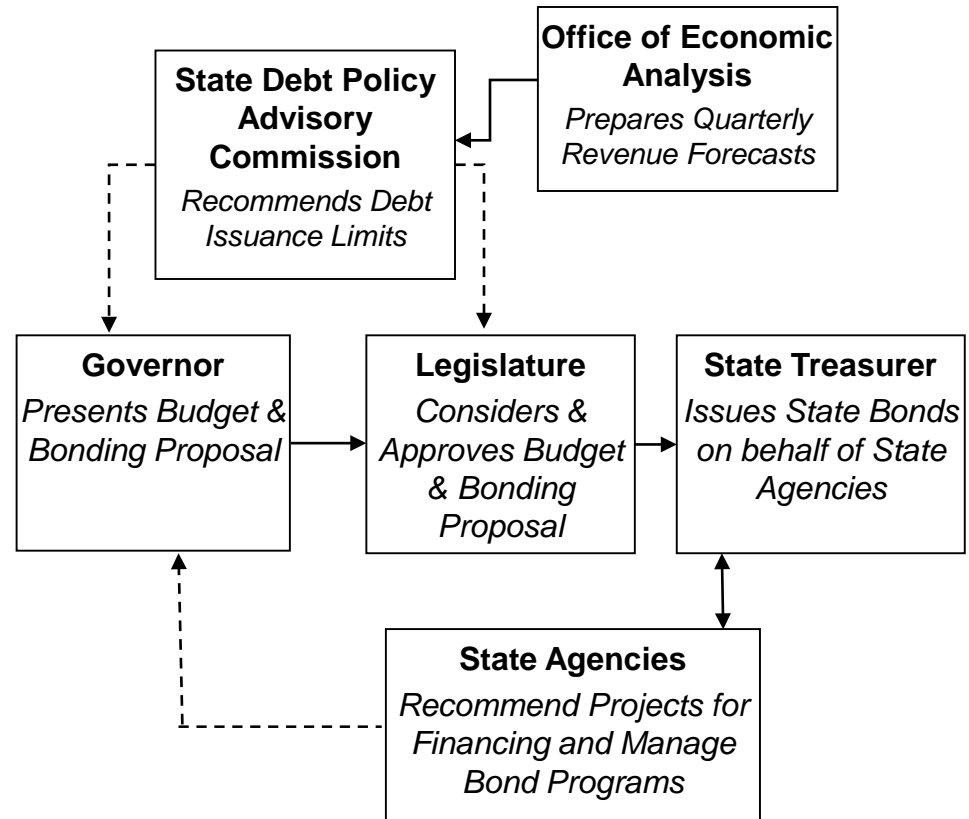 Office of Economic
Analysis
Prepares Quarterly
Revenue Forecasts
State Debt Policy
Advisory
Commission
Recommends Debt
Issuance Limits
Governor
Presents Budget &
Bonding Proposal
Legislature
Considers &
Approves Budget
& Bonding
Proposal
State Treasurer
Issues State Bonds
on behalf of State
Agencies
State Agencies
Recommend Projects for
Financing and Manage
Bond Programs